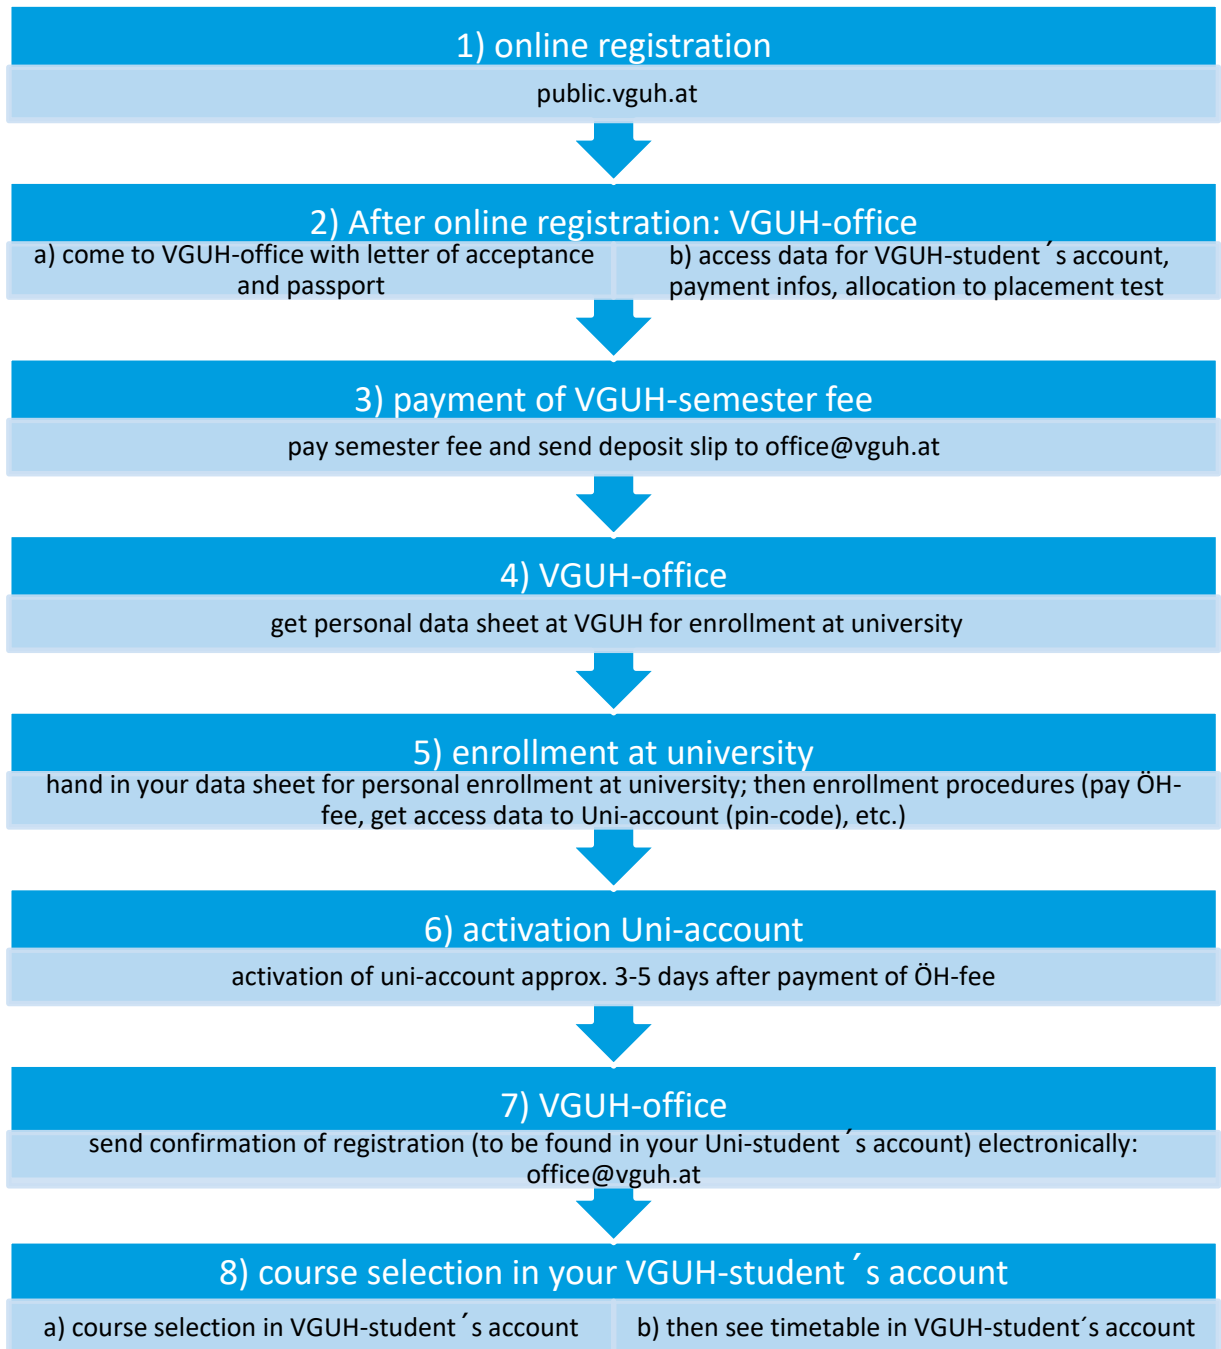 1) online registration
public.vguh.at
2) After online registration: VGUH-office
a) come to VGUH-office with letter of acceptance
and passport
b) access data for VGUH-student´s account,
payment infos, allocation to placement test
3) payment of VGUH-semester fee
pay semester fee and send deposit slip to office@vguh.at
4) VGUH-office
get personal data sheet at VGUH for enrollment at university
5) enrollment at university
hand in your data sheet for personal enrollment at university; then enrollment procedures (pay ÖH-
fee, get access data to Uni-account (pin-code), etc.)
6) activation Uni-account
activation of uni-account approx. 3-5 days after payment of ÖH-fee
7) VGUH-office
send confirmation of registration (to be found in your Uni-student´s account) electronically:
office@vguh.at
8) course selection in your VGUH-student´s account
a) course selection in VGUH-student´s account
b) then see timetable in VGUH-student´s account